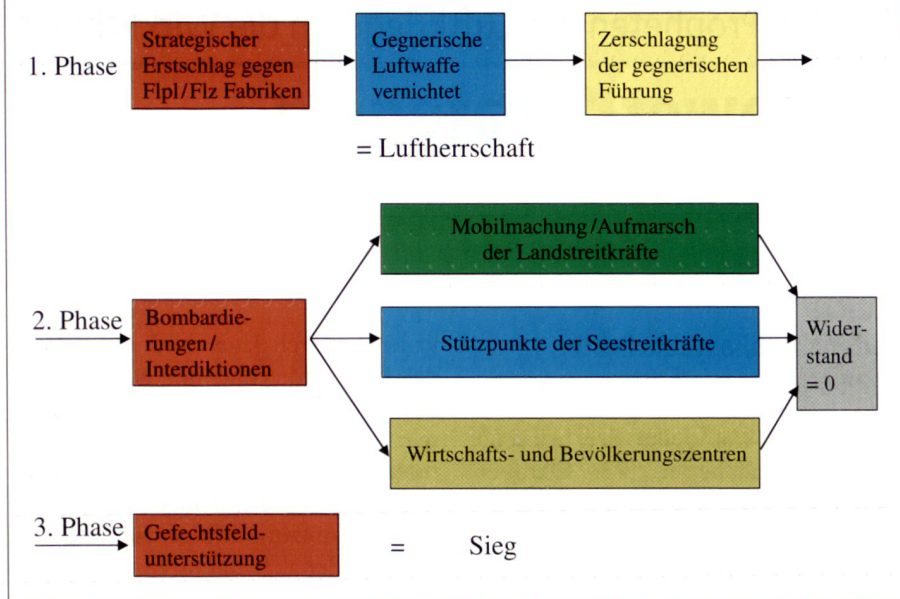 1. Phase
Strategischer
Erstschlag gegen
Flpl/Flz Fabriken
Gegnerische
Luftwaffe
vernichtet
Zerschlagung
der gegnerischen
Führung
= Luftherrschaft
2. Phase
Bombardie-
rungen/
Interdiktionen
Mobilmachung/Aufmarsch
der Landstreitkräfte
Stützpunkte der Seestreitkräfte
Wirtschafts- und Bevölkerungszentren
Wider-
stand
= 0
3. Phase
Gefechtsfeld-
unterstützung
= Sieg